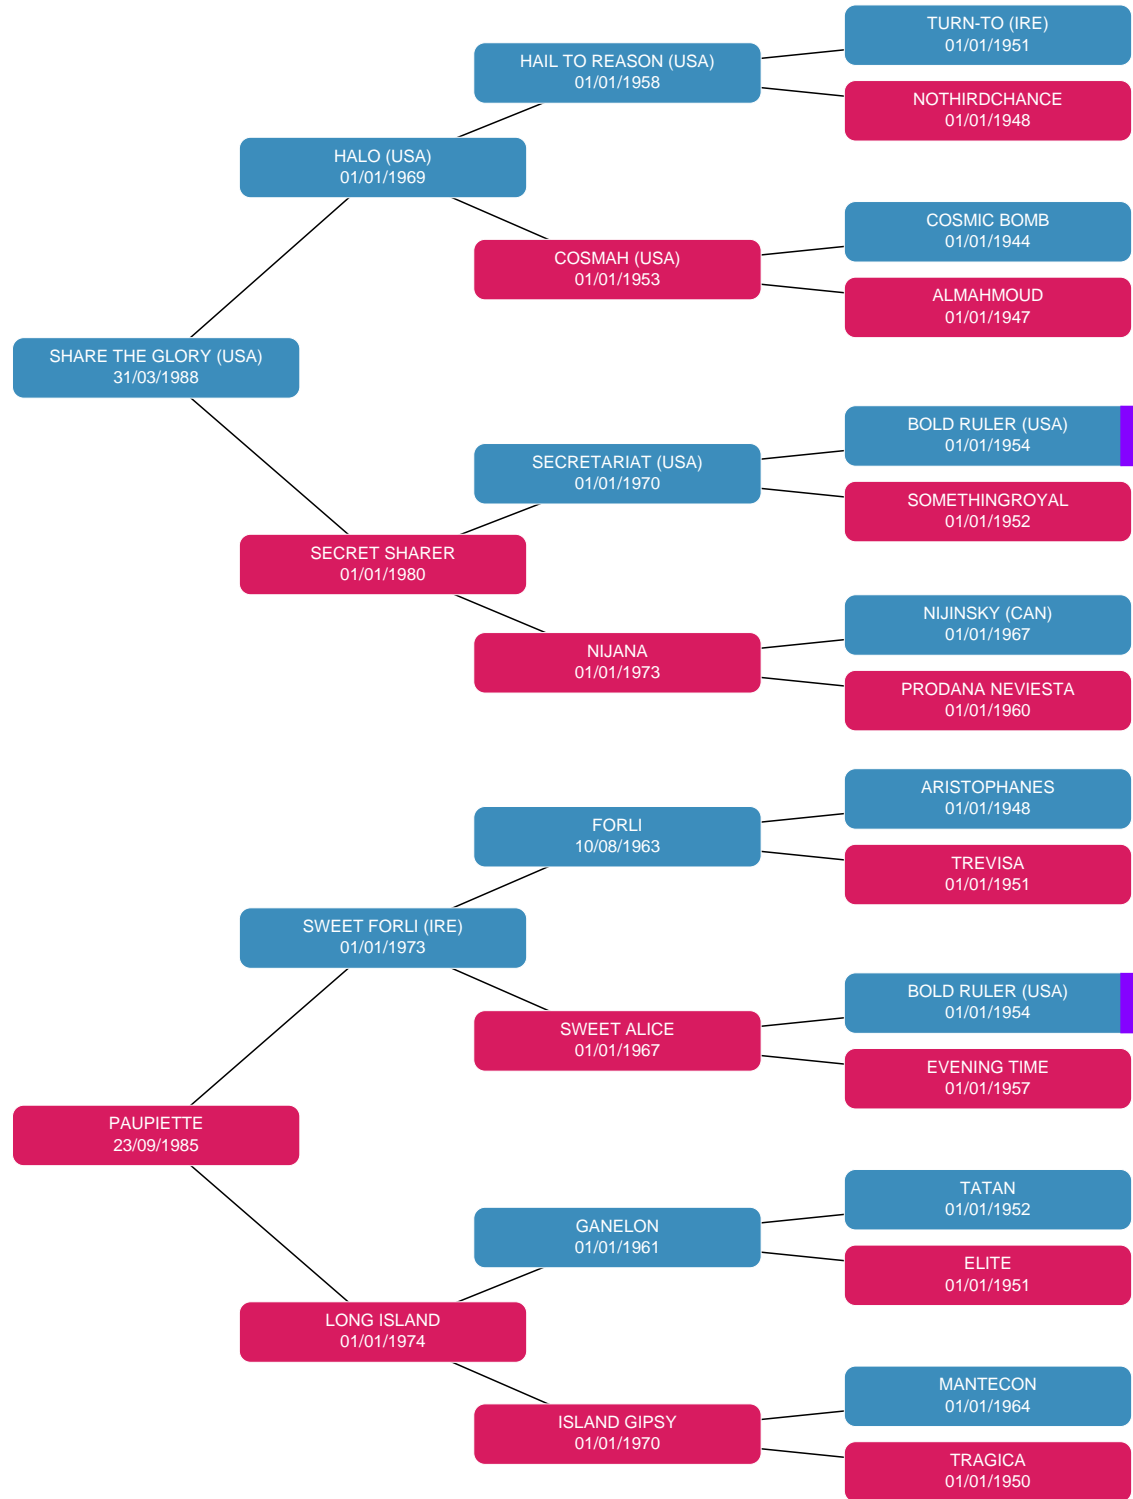 TURN-TO (IRE)
01/01/1951
HAIL TO REASON (USA)
01/01/1958
NOTHIRDCHANCE
01/01/1948
HALO (USA)
01/01/1969
COSMIC BOMB
01/01/1944
COSMAH (USA)
01/01/1953
ALMAHMOUD
01/01/1947
SHARE THE GLORY (USA)
31/03/1988
BOLD RULER (USA)
01/01/1954
SECRETARIAT (USA)
01/01/1970
SOMETHINGROYAL
01/01/1952
SECRET SHARER
01/01/1980
NIJINSKY (CAN)
01/01/1967
NIJANA
01/01/1973
PRODANA NEVIESTA
01/01/1960
ARISTOPHANES
01/01/1948
FORLI
10/08/1963
TREVISA
01/01/1951
SWEET FORLI (IRE)
01/01/1973
BOLD RULER (USA)
01/01/1954
SWEET ALICE
01/01/1967
EVENING TIME
01/01/1957
PAUPIETTE
23/09/1985
TATAN
01/01/1952
GANELON
01/01/1961
ELITE
01/01/1951
LONG ISLAND
01/01/1974
MANTECON
01/01/1964
ISLAND GIPSY
01/01/1970
TRAGICA
01/01/1950